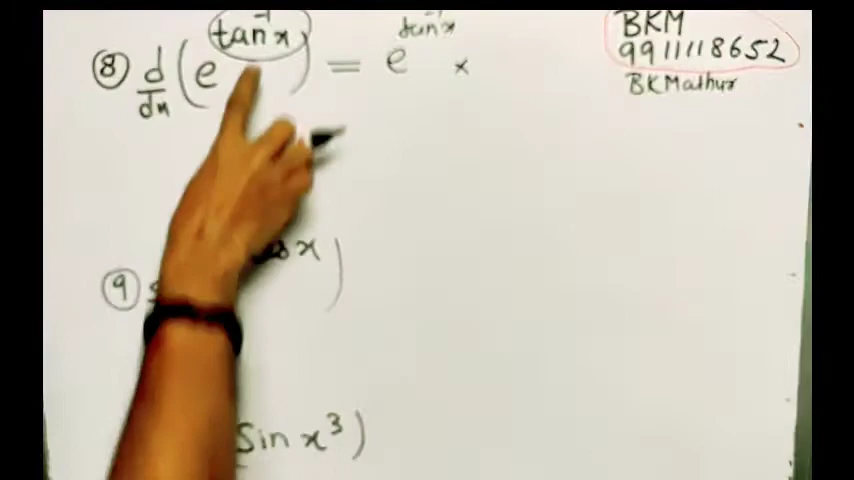 BKM
9911118652
BKMathur
⑧ d/dx (e^tan⁻¹x) = e^tan⁻¹x ×
⑨ x)
Sin x³)